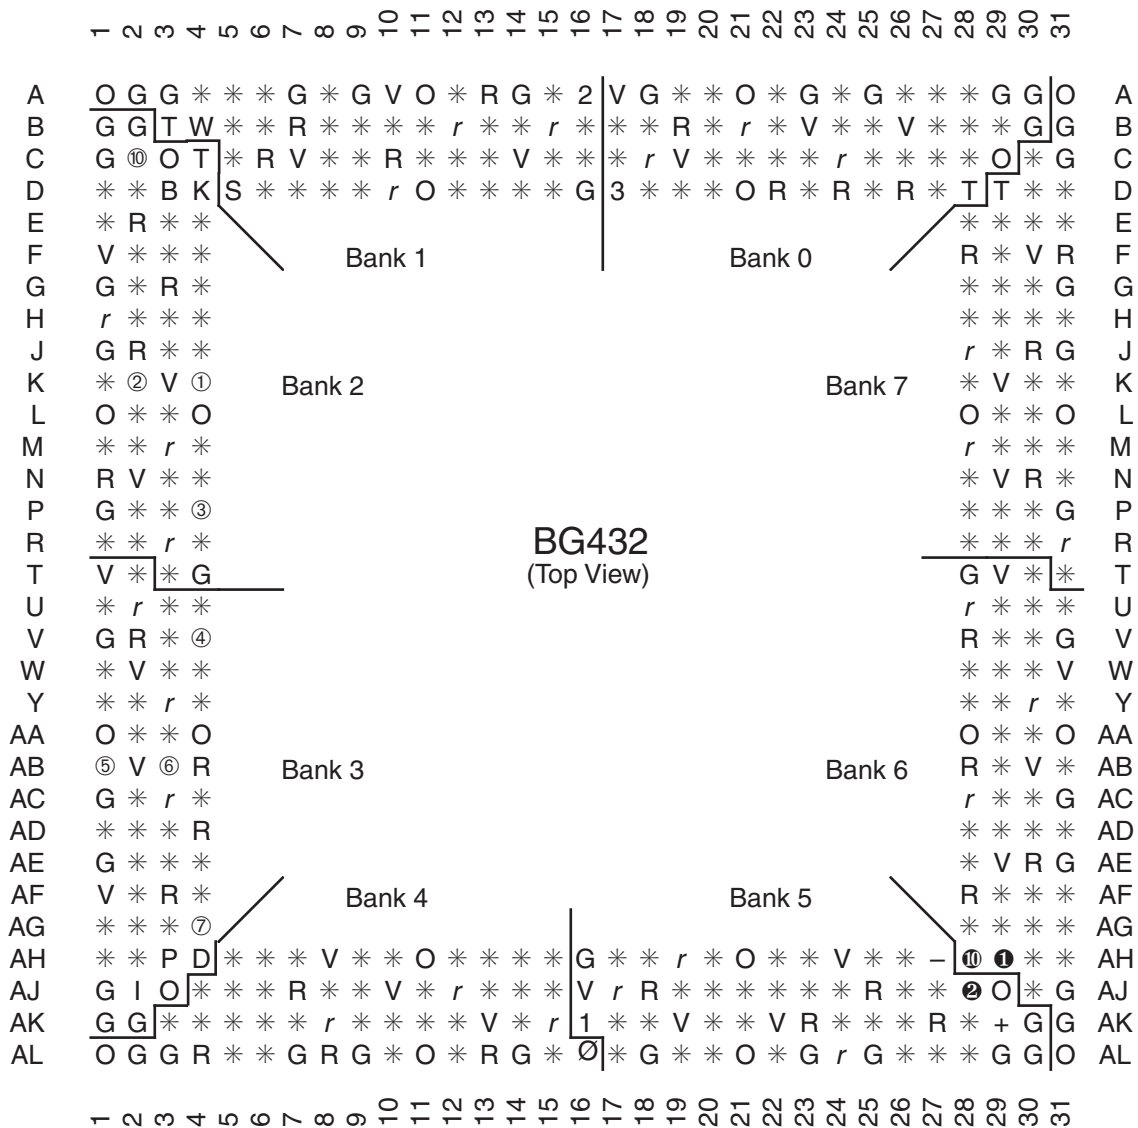 1 2 3 4 5 6 7 8 9 10 11 12 13 14 15 16 17 18 19 20 21 22 23 24 25 26 27 28 29 30 31
A O G G ✳ ✳ ✳ G ✳ G V O ✳ R G ✳ 2 V G ✳ ✳ O ✳ G ✳ G ✳ ✳ ✳ G G O A
B G G T W ✳ ✳ R ✳ ✳ ✳ ✳ r ✳ ✳ r ✳ ✳ ✳ R ✳ r ✳ V ✳ ✳ V ✳ ✳ ✳ G G B
C G ⑩ O T ✳ R V ✳ ✳ R ✳ ✳ ✳ V ✳ ✳ ✳ r V ✳ ✳ ✳ ✳ r ✳ ✳ ✳ ✳ O ✳ G C
D ✳ ✳ B K S ✳ ✳ ✳ ✳ r O ✳ ✳ ✳ ✳ G 3 ✳ ✳ ✳ O R ✳ R ✳ R ✳ T T ✳ ✳ D
E ✳ R ✳ ✳ ✳ ✳ ✳ ✳ E
F V ✳ ✳ ✳ Bank 1 Bank 0 R ✳ V R F
G G ✳ R ✳ ✳ ✳ ✳ G G
H r ✳ ✳ ✳ ✳ ✳ ✳ ✳ H
J G R ✳ ✳ r ✳ R G J
K ✳ ② V ① Bank 2 Bank 7 ✳ V ✳ ✳ K
L O ✳ ✳ O O ✳ ✳ O L
M ✳ ✳ r ✳ r ✳ ✳ ✳ M
N R V ✳ ✳ ✳ V R ✳ N
P G ✳ ✳ ③ ✳ ✳ ✳ G P
R ✳ ✳ r ✳ BG432 ✳ ✳ ✳ r R
T V ✳ ✳ G (Top View) G V ✳ ✳ T
U ✳ r ✳ ✳ r ✳ ✳ ✳ U
V G R ✳ ④ R ✳ ✳ G V
W ✳ V ✳ ✳ ✳ ✳ ✳ V W
Y ✳ ✳ r ✳ ✳ ✳ r ✳ Y
AA O ✳ ✳ O O ✳ ✳ O AA
AB ⑤ V ⑥ R Bank 3 Bank 6 R ✳ V ✳ AB
AC G ✳ r ✳ r ✳ ✳ G AC
AD ✳ ✳ ✳ R ✳ ✳ ✳ ✳ AD
AE G ✳ ✳ ✳ ✳ V R G AE
AF V ✳ R ✳ Bank 4 Bank 5 R ✳ ✳ ✳ AF
AG ✳ ✳ ✳ ⑦ ✳ ✳ ✳ ✳ AG
AH ✳ ✳ P D ✳ ✳ ✳ V ✳ ✳ O ✳ ✳ ✳ ✳ G ✳ ✳ r ✳ O ✳ ✳ V ✳ ✳ – ⓾ ❶ ✳ ✳ AH
AJ G I O ✳ ✳ ✳ R ✳ ✳ V ✳ r ✳ ✳ ✳ V r R ✳ ✳ ✳ ✳ ✳ ✳ R ✳ ✳ ❷ O ✳ G AJ
AK G G ✳ ✳ ✳ ✳ ✳ r ✳ ✳ ✳ ✳ V ✳ r 1 ✳ ✳ V ✳ ✳ V R ✳ ✳ ✳ R ✳ + G G AK
AL O G G R ✳ ✳ G R G ✳ O ✳ R G ✳ Ø ✳ G ✳ ✳ O ✳ G r G ✳ ✳ ✳ G G O AL
1 2 3 4 5 6 7 8 9 10 11 12 13 14 15 16 17 18 19 20 21 22 23 24 25 26 27 28 29 30 31